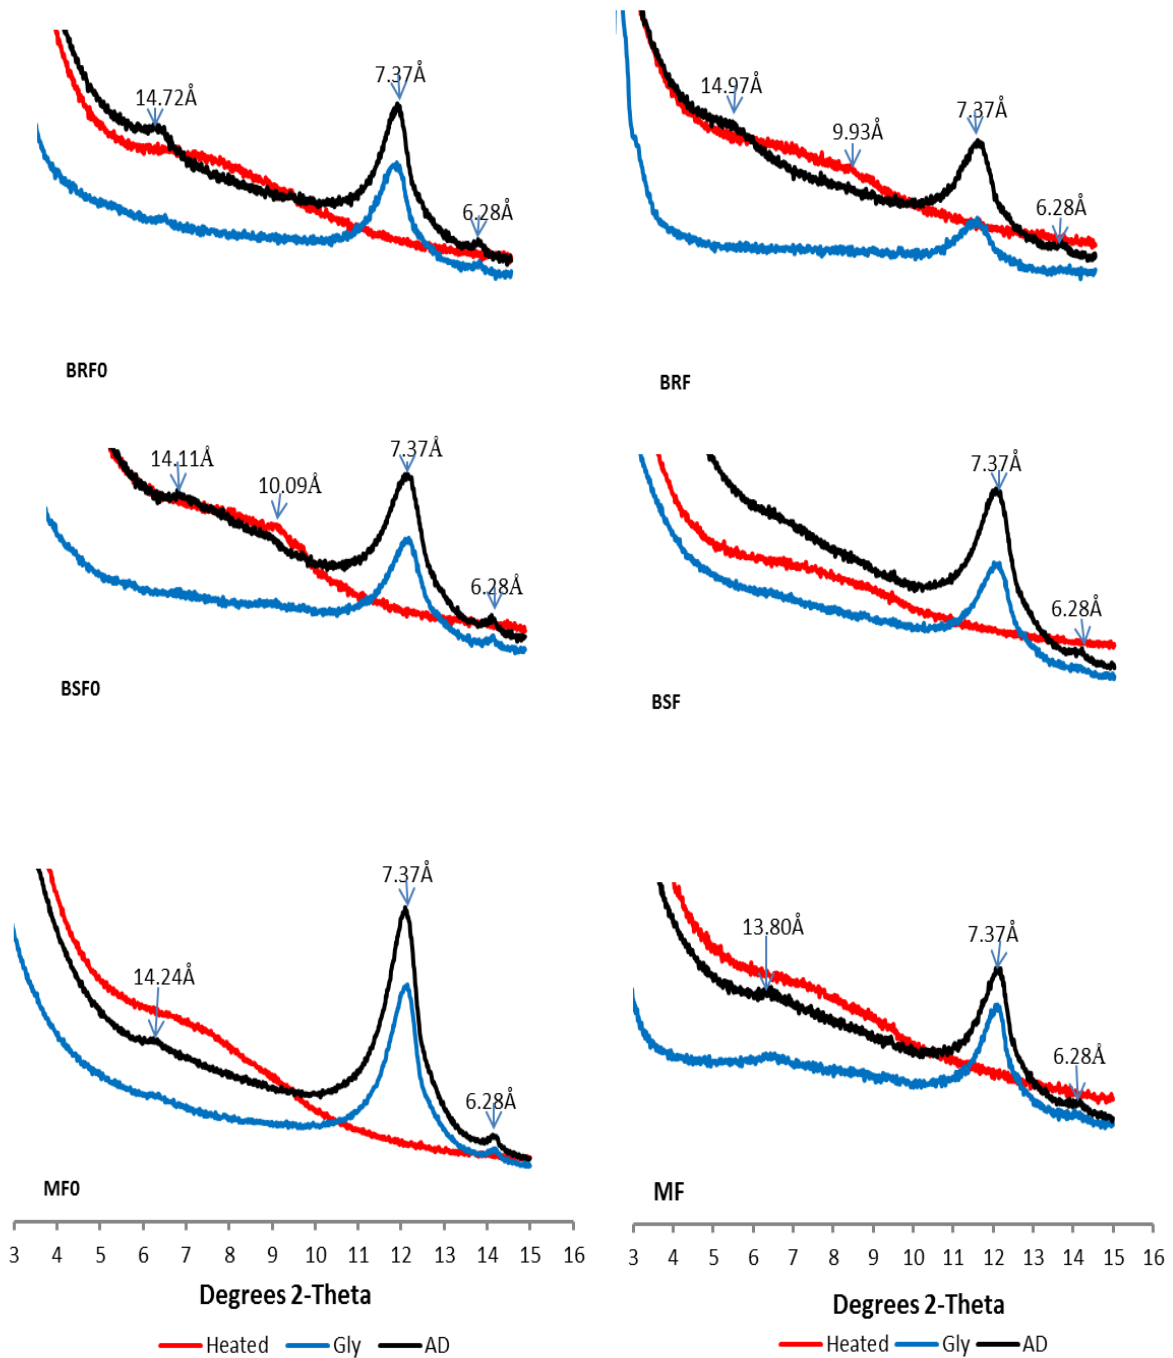 14.72Å
7.37Å
6.28Å
BRF0
14.97Å
9.93Å
7.37Å
6.28Å
BRF
14.11Å
10.09Å
7.37Å
6.28Å
BSF0
7.37Å
6.28Å
BSF
14.24Å
7.37Å
6.28Å
MF0
3 4 5 6 7 8 9 10 11 12 13 14 15 16
Degrees 2-Theta
Heated Gly AD
13.80Å
7.37Å
6.28Å
MF
3 4 5 6 7 8 9 10 11 12 13 14 15 16
Degrees 2-Theta
Heated Gly AD